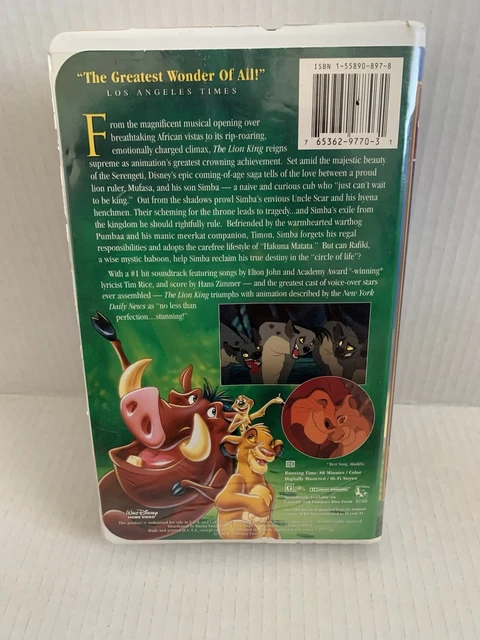 “The Greatest Wonder Of All!”
LOS ANGELES TIMES
ISBN 1-55890-897-8
7 65362-9770-3 1
From the magnificent musical opening over
breathtaking African vistas to its rip-roaring,
emotionally charged climax, The Lion King reigns
supreme as animation's greatest crowning achievement. Set amid the majestic beauty
of the Serengeti, Disney's epic coming-of-age saga tells of the love between a proud
lion ruler, Mufasa, and his son Simba — a naive and curious cub who “just can't wait
to be king.” Out from the shadows prowl Simba's envious Uncle Scar and his hyena
henchmen. Their scheming for the throne leads to tragedy...and Simba's exile from
the kingdom he should rightfully rule. Befriended by the warmhearted warthog
Pumbaa and his manic meerkat companion, Timon, Simba forgets his regal
responsibilities and adopts the carefree lifestyle of “Hakuna Matata.” But can Rafiki,
a wise mystic baboon, help Simba reclaim his true destiny in the “circle of life”?
With a #1 hit soundtrack featuring songs by Elton John and Academy Award®-winning*
lyricist Tim Rice, and score by Hans Zimmer — and the greatest cast of voice-over stars
ever assembled — The Lion King triumphs with animation described by the New York
Daily News as “no less than
perfection...stunning!”
*Best Song, Aladdin
Running Time: 88 Minutes / Color
Digitally Mastered / Hi-Fi Stereo
G
Walt Disney
HOME VIDEO